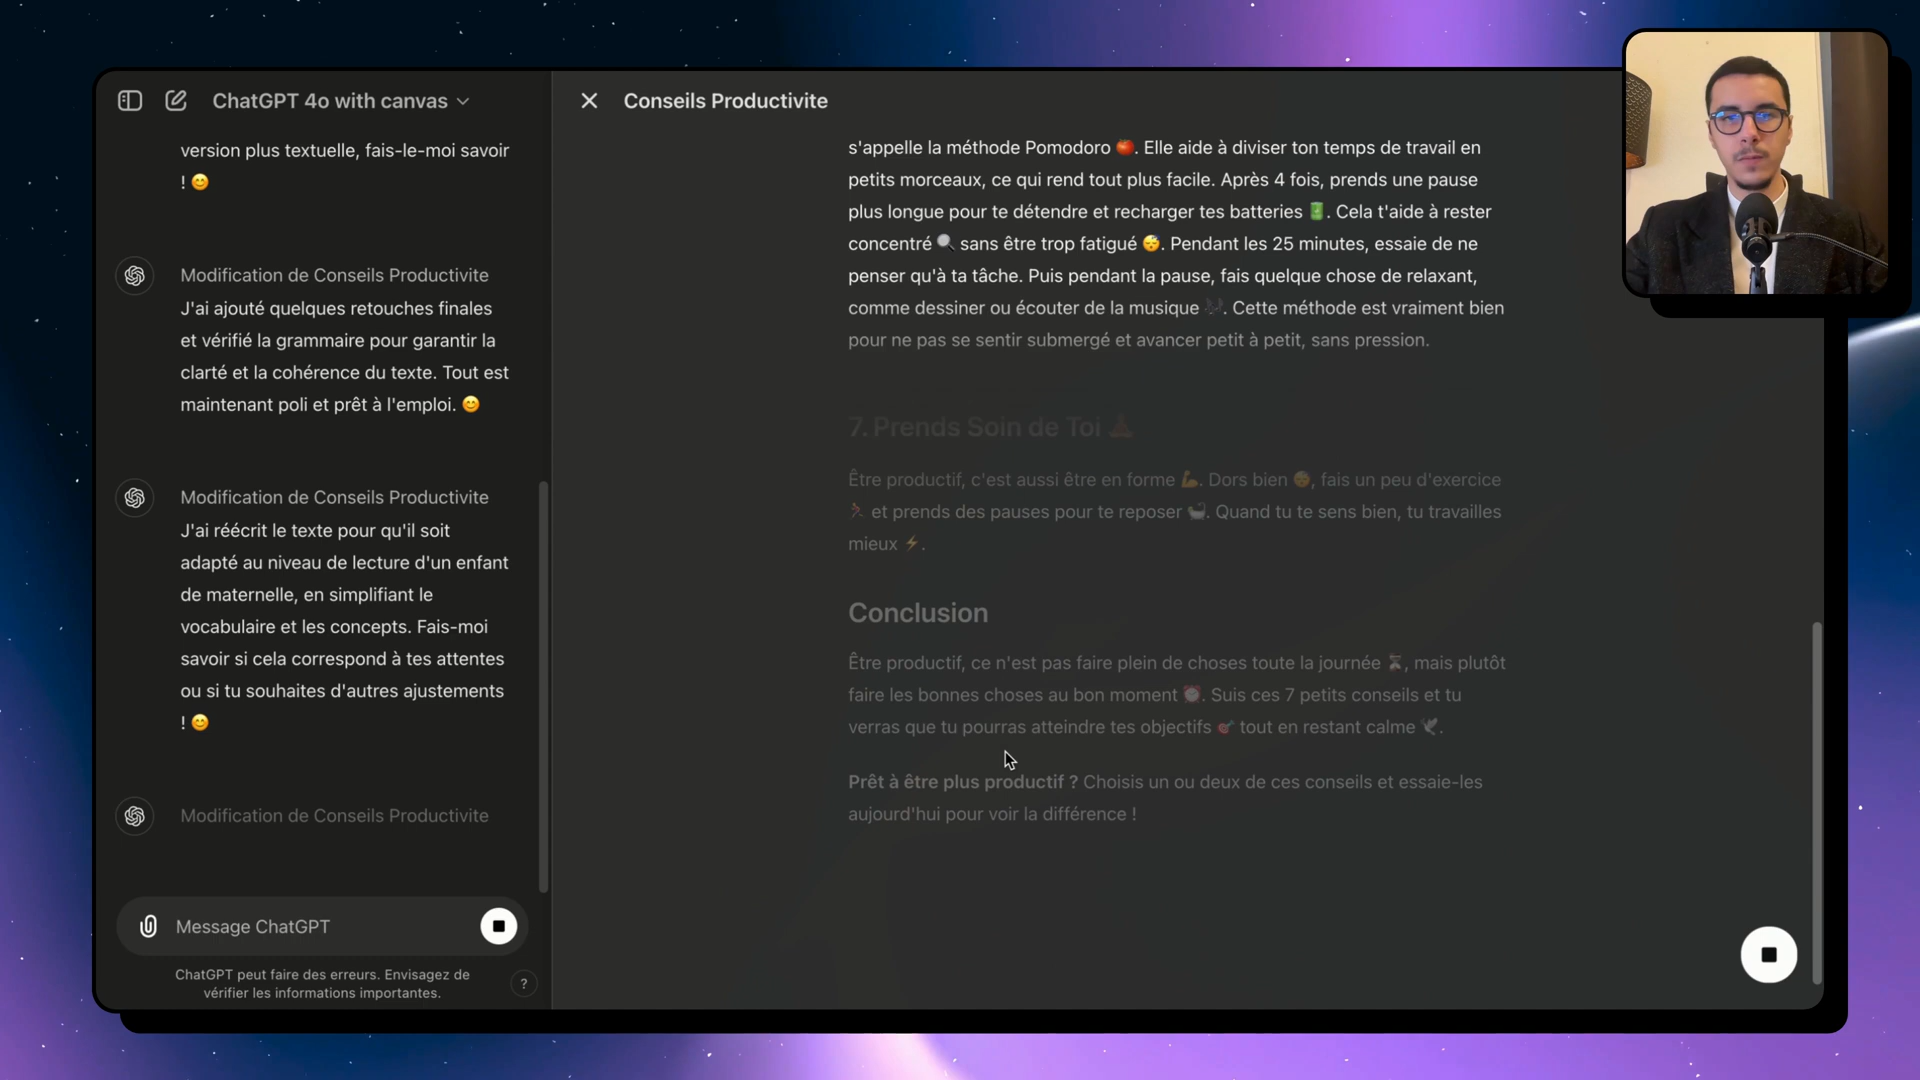 ChatGPT 4o with canvas
version plus textuelle, fais-le-moi savoir
! 😊
Modification de Conseils Productivite
J'ai ajouté quelques retouches finales
et vérifié la grammaire pour garantir la
clarté et la cohérence du texte. Tout est
maintenant poli et prêt à l'emploi. 😊
Modification de Conseils Productivite
J'ai réécrit le texte pour qu'il soit
adapté au niveau de lecture d'un enfant
de maternelle, en simplifiant le
vocabulaire et les concepts. Fais-moi
savoir si cela correspond à tes attentes
ou si tu souhaites d'autres ajustements
! 😊
Modification de Conseils Productivite
Message ChatGPT
ChatGPT peut faire des erreurs. Envisagez de
vérifier les informations importantes.
?
Conseils Productivite
s'appelle la méthode Pomodoro 🍅. Elle aide à diviser ton temps de travail en
petits morceaux, ce qui rend tout plus facile. Après 4 fois, prends une pause
plus longue pour te détendre et recharger tes batteries 🔋. Cela t'aide à rester
concentré 🔍 sans être trop fatigué 😴. Pendant les 25 minutes, essaie de ne
penser qu'à ta tâche. Puis pendant la pause, fais quelque chose de relaxant,
comme dessiner ou écouter de la musique 🎶. Cette méthode est vraiment bien
pour ne pas se sentir submergé et avancer petit à petit, sans pression.
7. Prends Soin de Toi 🧘
Être productif, c'est aussi être en forme 💪. Dors bien 😴, fais un peu d'exercice
🏃 et prends des pauses pour te reposer 🛀. Quand tu te sens bien, tu travailles
mieux ⚡.
Conclusion
Être productif, ce n'est pas faire plein de choses toute la journée ⏳, mais plutôt
faire les bonnes choses au bon moment ⏰. Suis ces 7 petits conseils et tu
verras que tu pourras atteindre tes objectifs 🎯 tout en restant calme 🕊️.
Prêt à être plus productif ? Choisis un ou deux de ces conseils et essaie-les
aujourd'hui pour voir la différence !